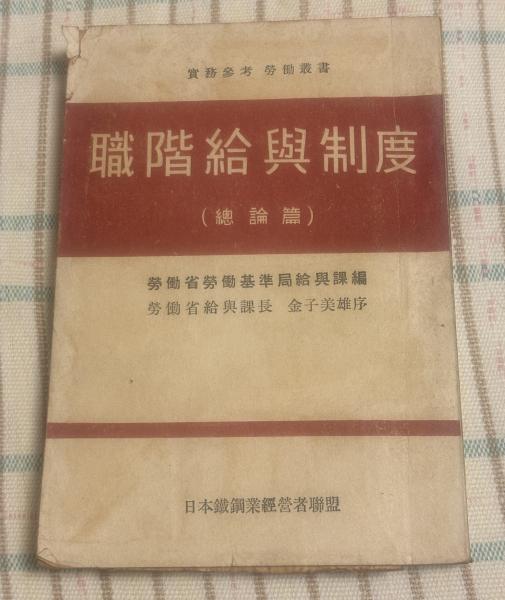 實務參考 勞働叢書
職階給與制度
(總論篇)
勞働省勞働基準局給與課編
勞働省給與課長 金子美雄序
日本鐵鋼業經營者聯盟